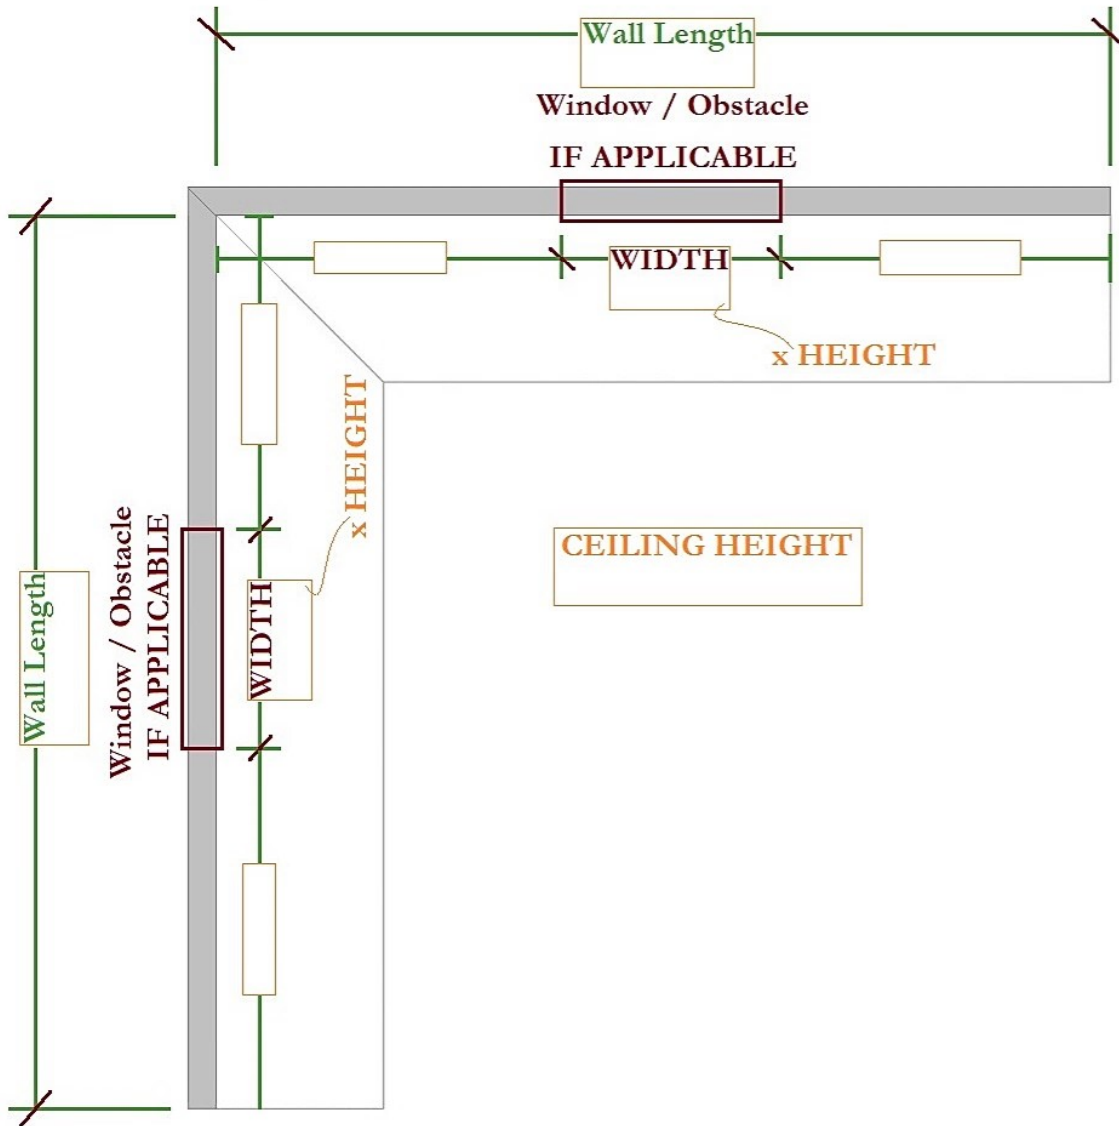 Wall Length
Window / Obstacle
IF APPLICABLE
WIDTH
x HEIGHT
x HEIGHT
CEILING HEIGHT
Wall Length
Window / Obstacle
IF APPLICABLE
WIDTH